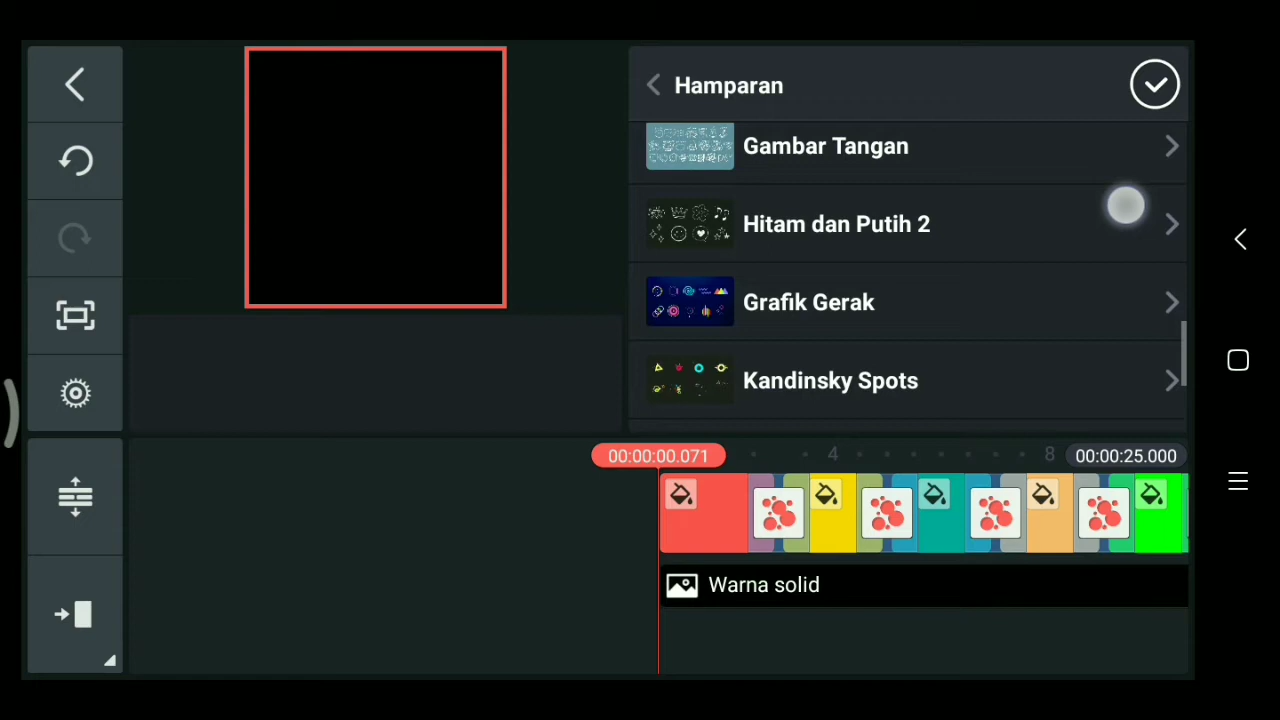 Hamparan
Gambar Tangan
Hitam dan Putih 2
Grafik Gerak
Kandinsky Spots
00:00:00.071
4
8
00:00:25.000
Warna solid